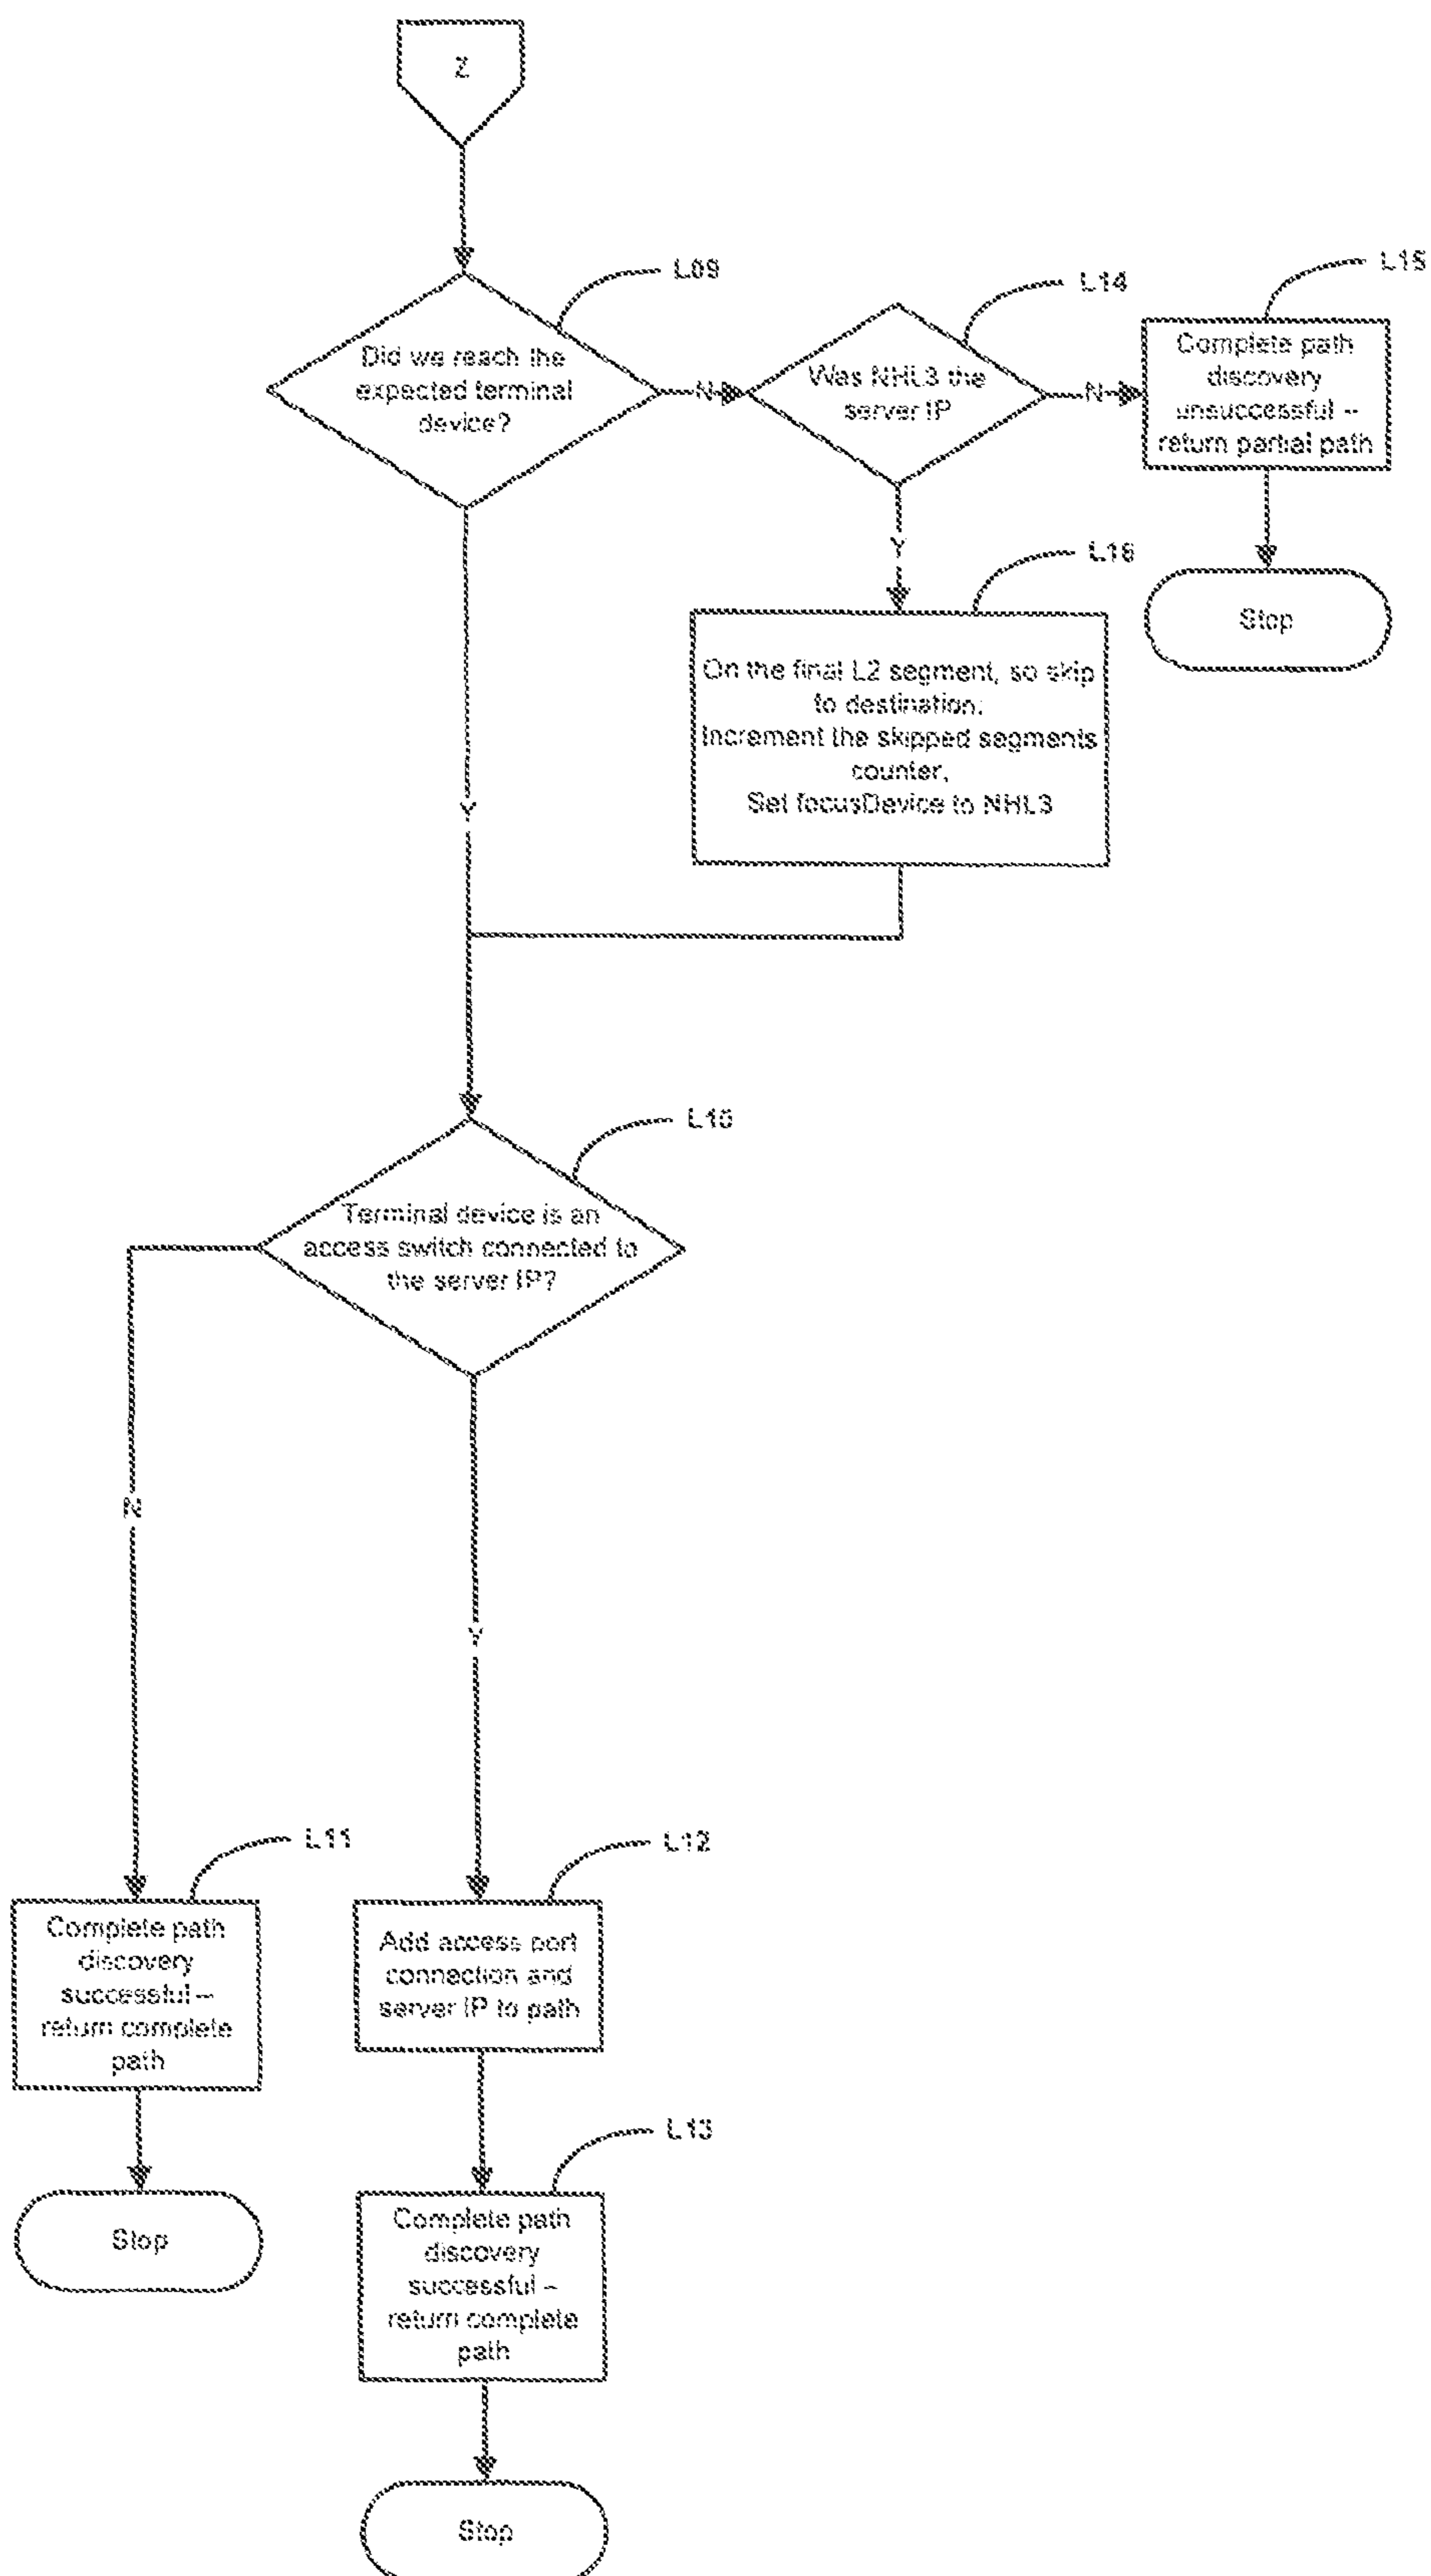 Z
L09
Did we reach the
expected terminal
device?
N
L14
Was NHL3 the
server IP
N
L15
Complete path
discovery
unsuccessful –
return partial path
Stop
Y
L16
On the final L2 segment, so skip
to destination.
Increment the skipped segments
counter,
Set focusDevice to NHL3
Y
L10
Terminal device is an
access switch connected to
the server IP?
N
Y
L11
Complete path
discovery
successful –
return complete
path
Stop
L12
Add access port
connection and
server IP to path
L13
Complete path
discovery
successful –
return complete
path
Stop